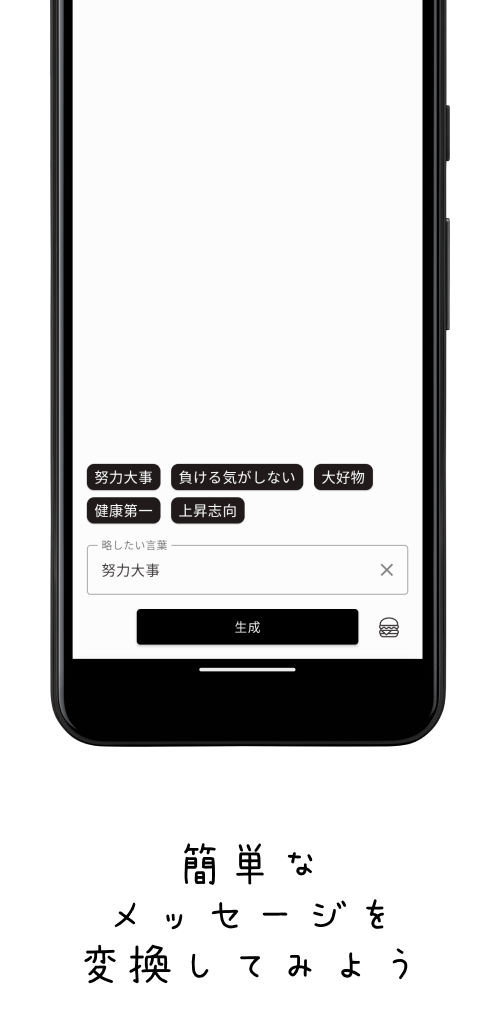 努力大事 負ける気がしない 大好物
健康第一 上昇志向
略したい言葉
努力大事
生成
簡単な
メッセージを
変換してみよう